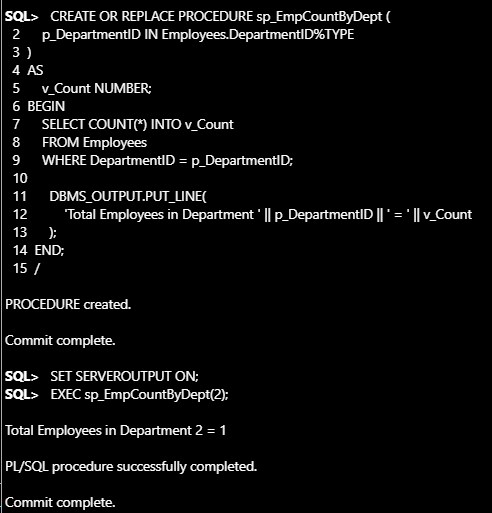 SQL> CREATE OR REPLACE PROCEDURE sp_EmpCountByDept (
2 p_DepartmentID IN Employees.DepartmentID%TYPE
3 )
4 AS
5 v_Count NUMBER;
6 BEGIN
7 SELECT COUNT(*) INTO v_Count
8 FROM Employees
9 WHERE DepartmentID = p_DepartmentID;
10
11 DBMS_OUTPUT.PUT_LINE(
12 'Total Employees in Department ' || p_DepartmentID || ' = ' || v_Count
13 );
14 END;
15 /
PROCEDURE created.
Commit complete.
SQL> SET SERVEROUTPUT ON;
SQL> EXEC sp_EmpCountByDept(2);
Total Employees in Department 2 = 1
PL/SQL procedure successfully completed.
Commit complete.